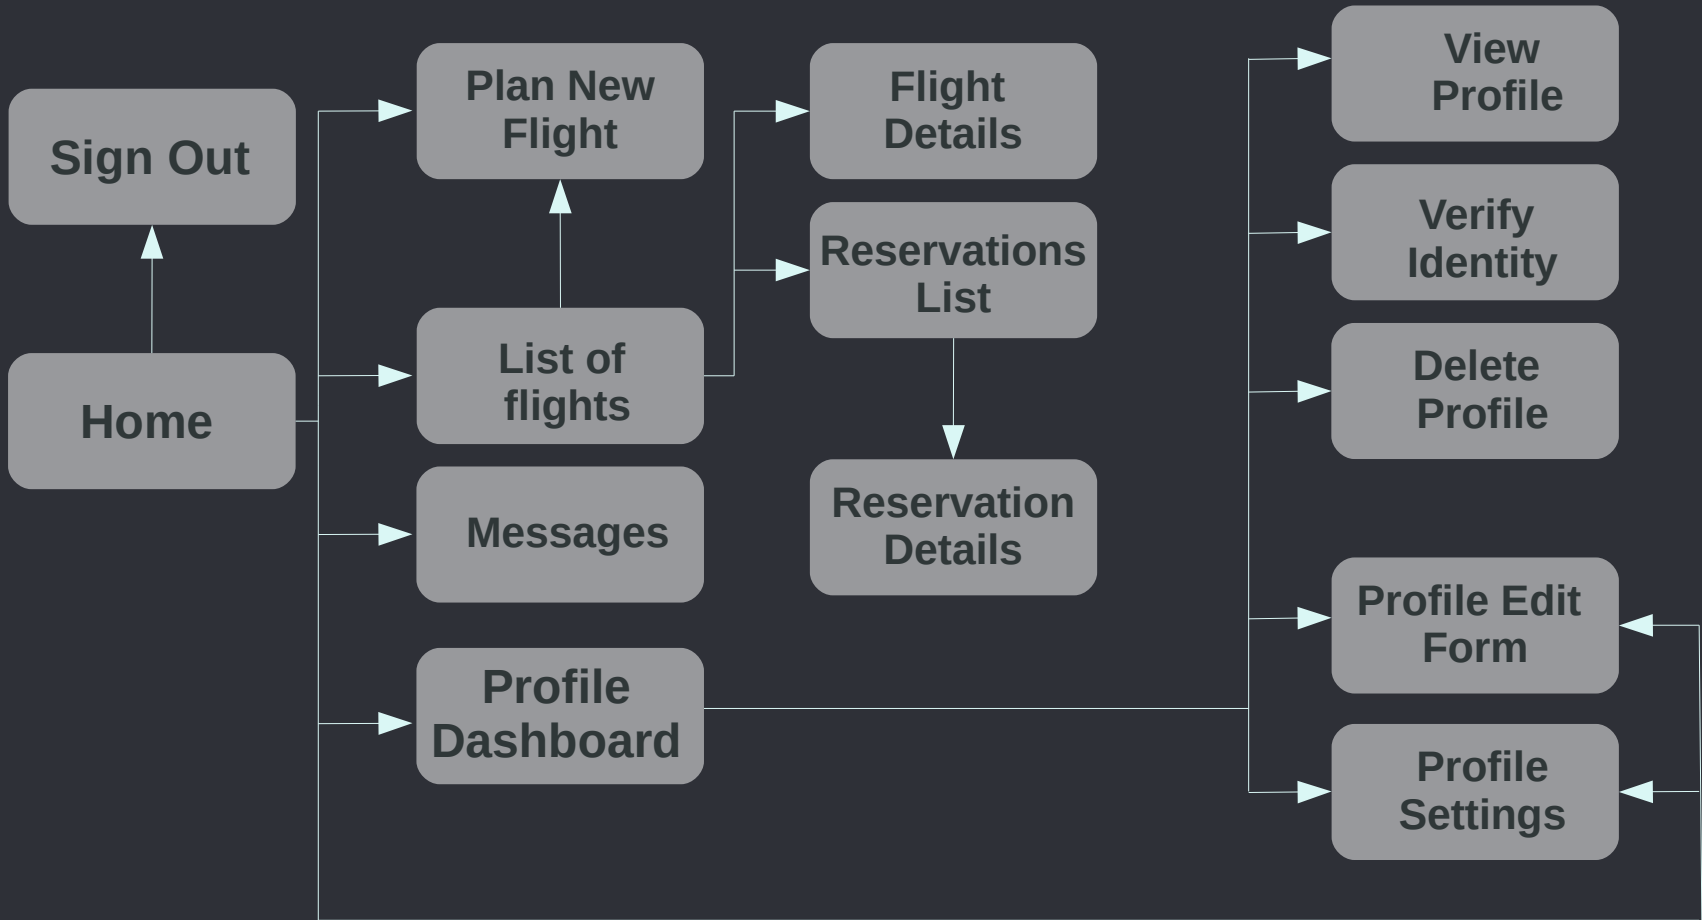 Sign Out
Home
Plan New
Flight
List of
flights
Messages
Profile
Dashboard
Flight
Details
Reservations
List
Reservation
Details
View
Profile
Verify
Identity
Delete
Profile
Profile Edit
Form
Profile
Settings